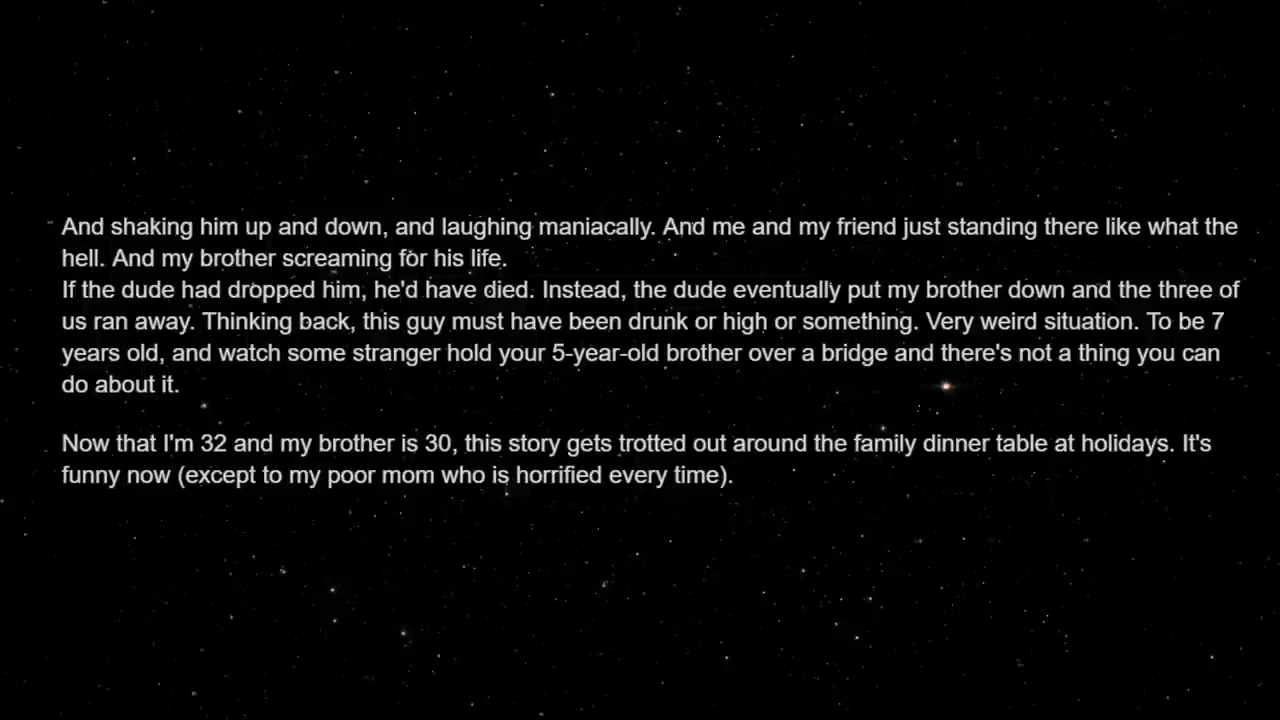 And shaking him up and down, and laughing maniacally. And me and my friend just standing there like what the
hell. And my brother screaming for his life.
If the dude had dropped him, he'd have died. Instead, the dude eventually put my brother down and the three of
us ran away. Thinking back, this guy must have been drunk or high or something. Very weird situation. To be 7
years old, and watch some stranger hold your 5-year-old brother over a bridge and there's not a thing you can
do about it.
Now that I'm 32 and my brother is 30, this story gets trotted out around the family dinner table at holidays. It's
funny now (except to my poor mom who is horrified every time).